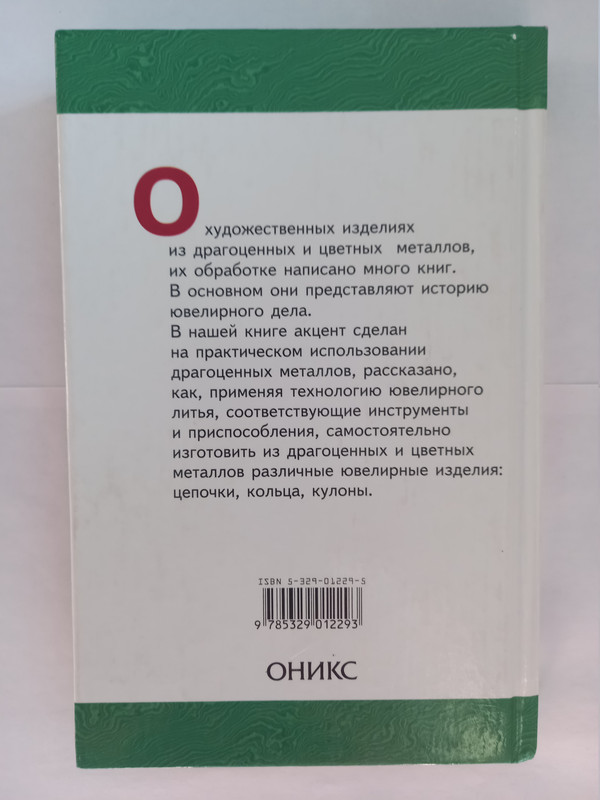 О художественных изделиях
из драгоценных и цветных металлов,
их обработке написано много книг.
В основном они представляют историю
ювелирного дела.
В нашей книге акцент сделан
на практическом использовании
драгоценных металлов, рассказано,
как, применяя технологию ювелирного
литья, соответствующие инструменты
и приспособления, самостоятельно
изготовить из драгоценных и цветных
металлов различные ювелирные изделия:
цепочки, кольца, кулоны.
ISBN 5-329-01229-5
9 785329 012293
ОНИКС